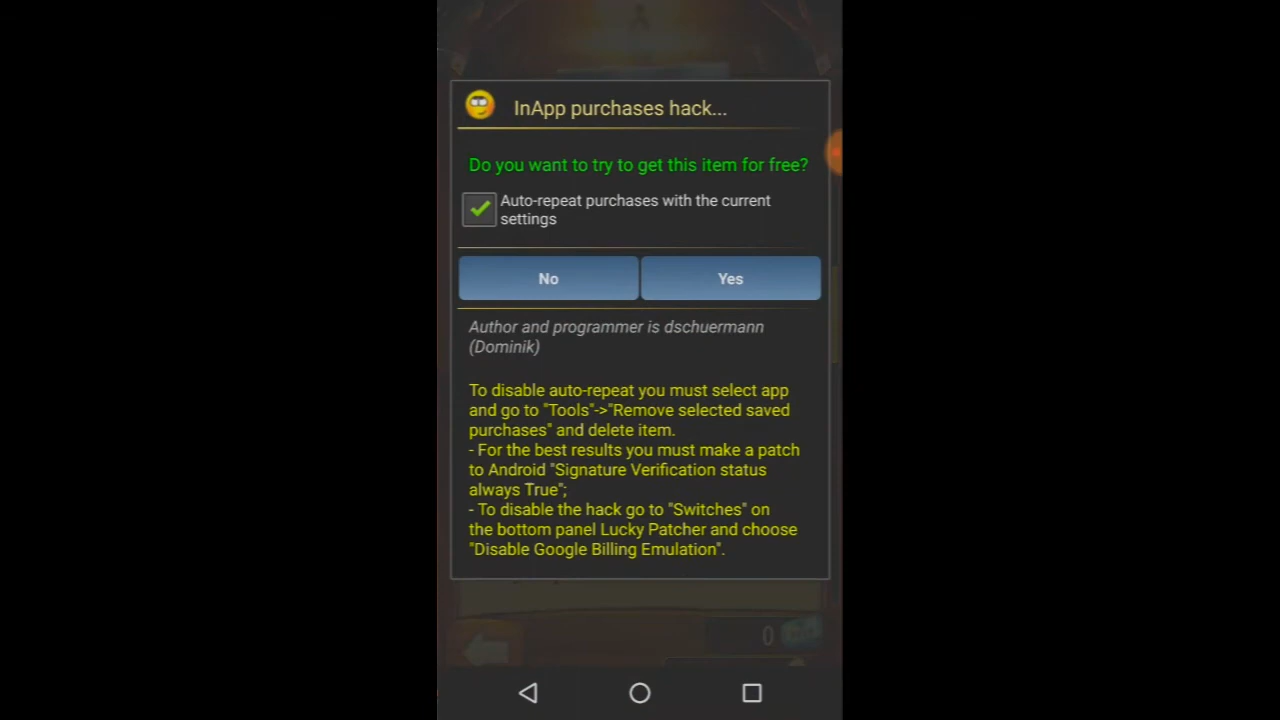 InApp purchases hack...
Do you want to try to get this item for free?
Auto-repeat purchases with the current
settings
No
Yes
Author and programmer is dschuermann
(Dominik)
To disable auto-repeat you must select app
and go to "Tools"->"Remove selected saved
purchases" and delete item.
- For the best results you must make a patch
to Android "Signature Verification status
always True";
- To disable the hack go to "Switches" on
the bottom panel Lucky Patcher and choose
"Disable Google Billing Emulation".
0